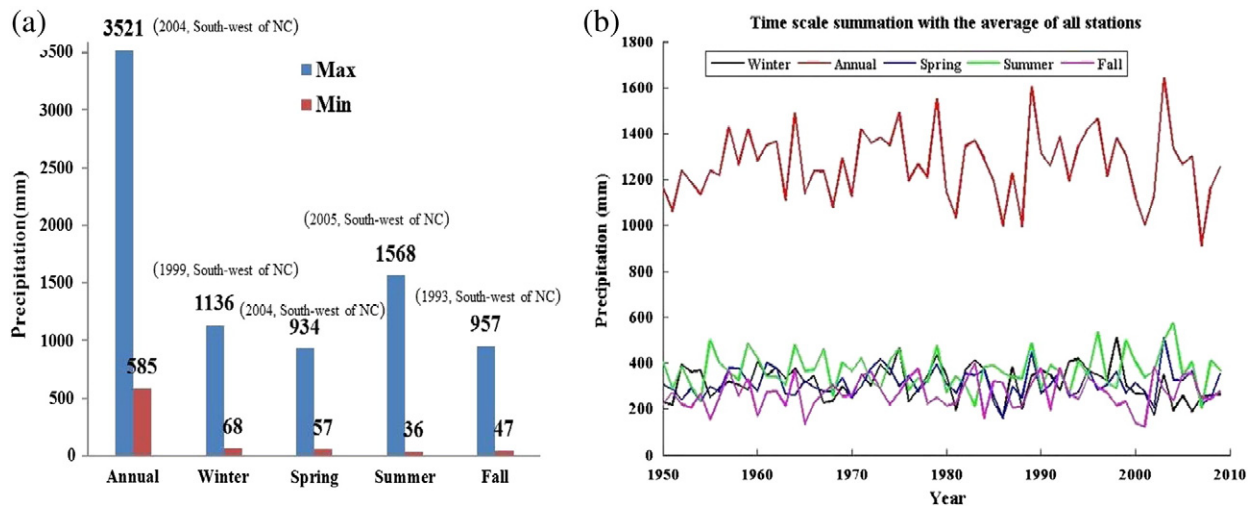 (a)
3521
(2004, South-west of NC)
3500
3000
2500
2000
1500
1000
500
0
Precipitation(mm)
Max
Min
(2005, South-west of NC)
1568
(1999, South-west of NC)
1136
(2004, South-west of NC)
934
(1993, South-west of NC)
957
585
68
57
36
47
Annual Winter Spring Summer Fall
(b)
Time scale summation with the average of all stations
1800
1600
1400
1200
1000
800
600
400
200
0
Precipitation (mm)
Winter Annual Spring Summer Fall
1950 1960 1970 1980 1990 2000 2010
Year